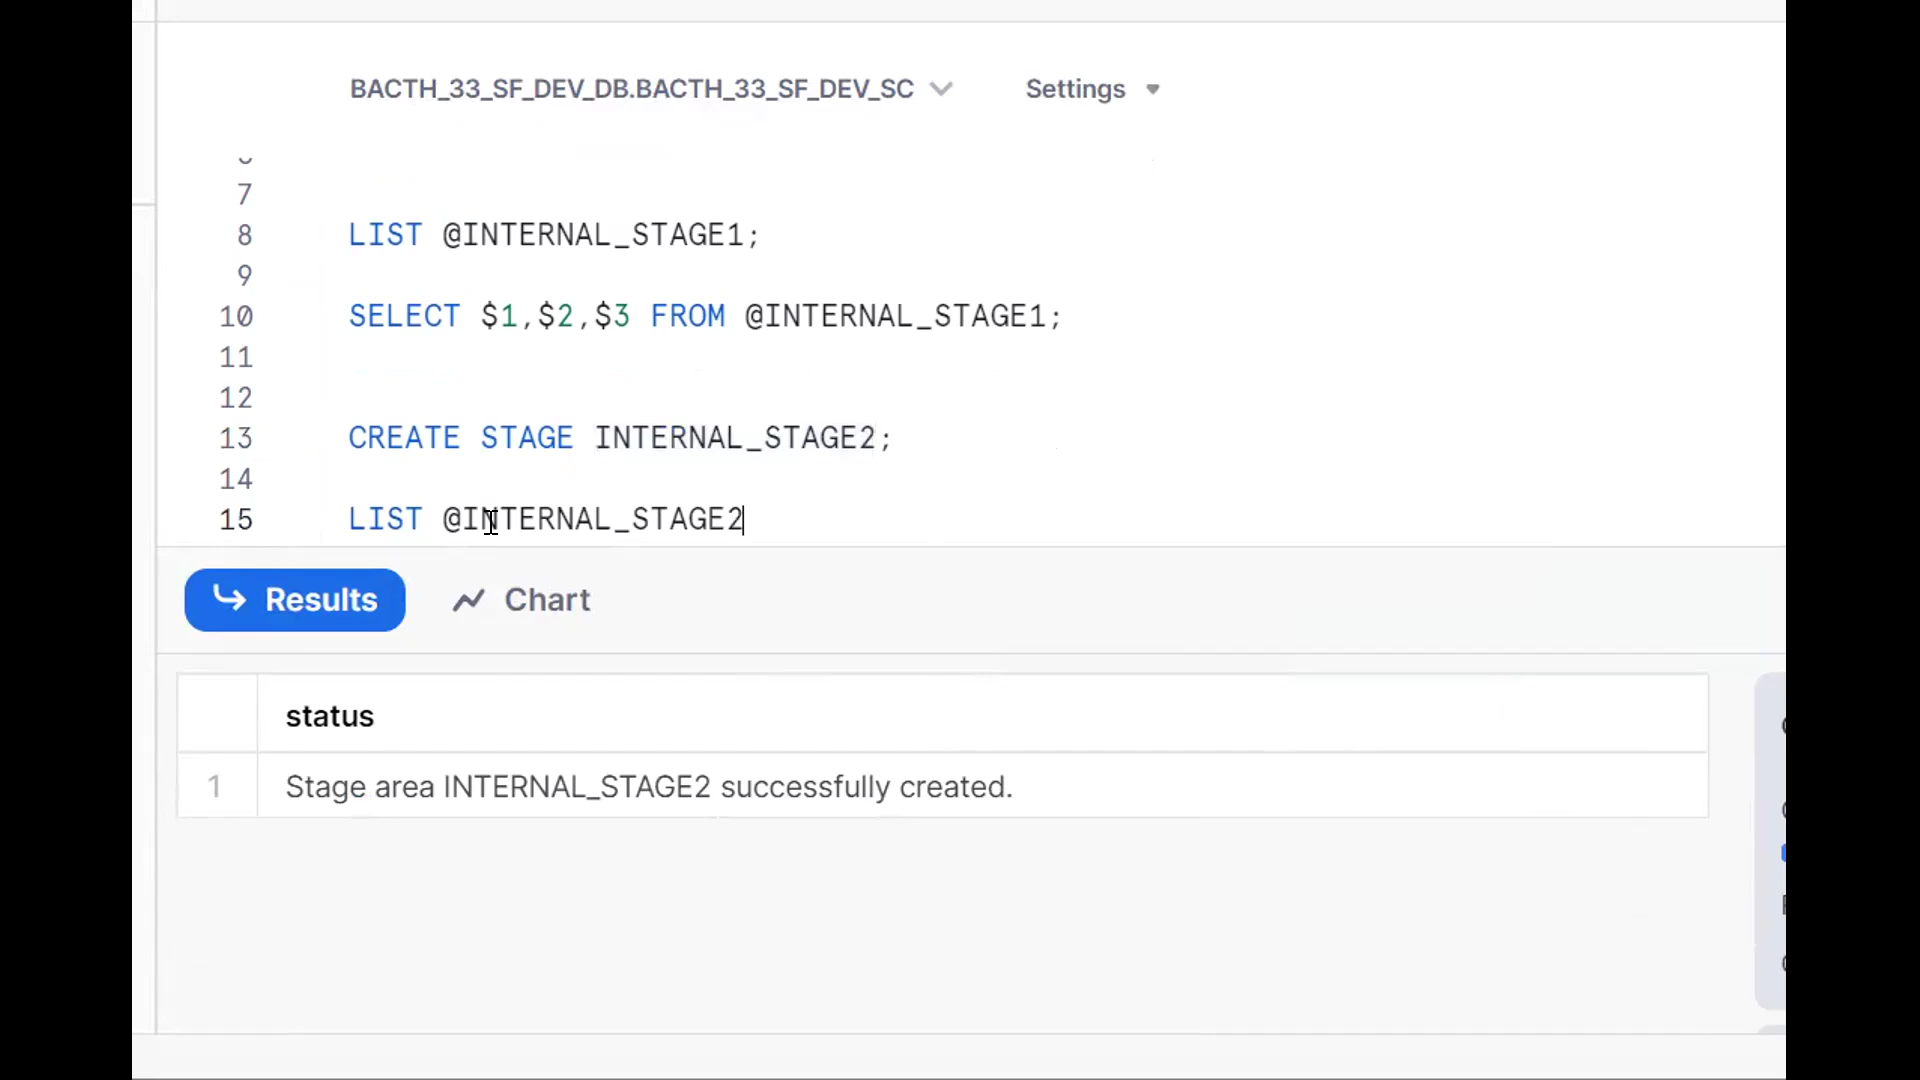 BACTH_33_SF_DEV_DB.BACTH_33_SF_DEV_SC Settings
7
8 LIST @INTERNAL_STAGE1;
9
10 SELECT $1,$2,$3 FROM @INTERNAL_STAGE1;
11
12
13 CREATE STAGE INTERNAL_STAGE2;
14
15 LIST @INTERNAL_STAGE2
Results Chart
status
1 Stage area INTERNAL_STAGE2 successfully created.